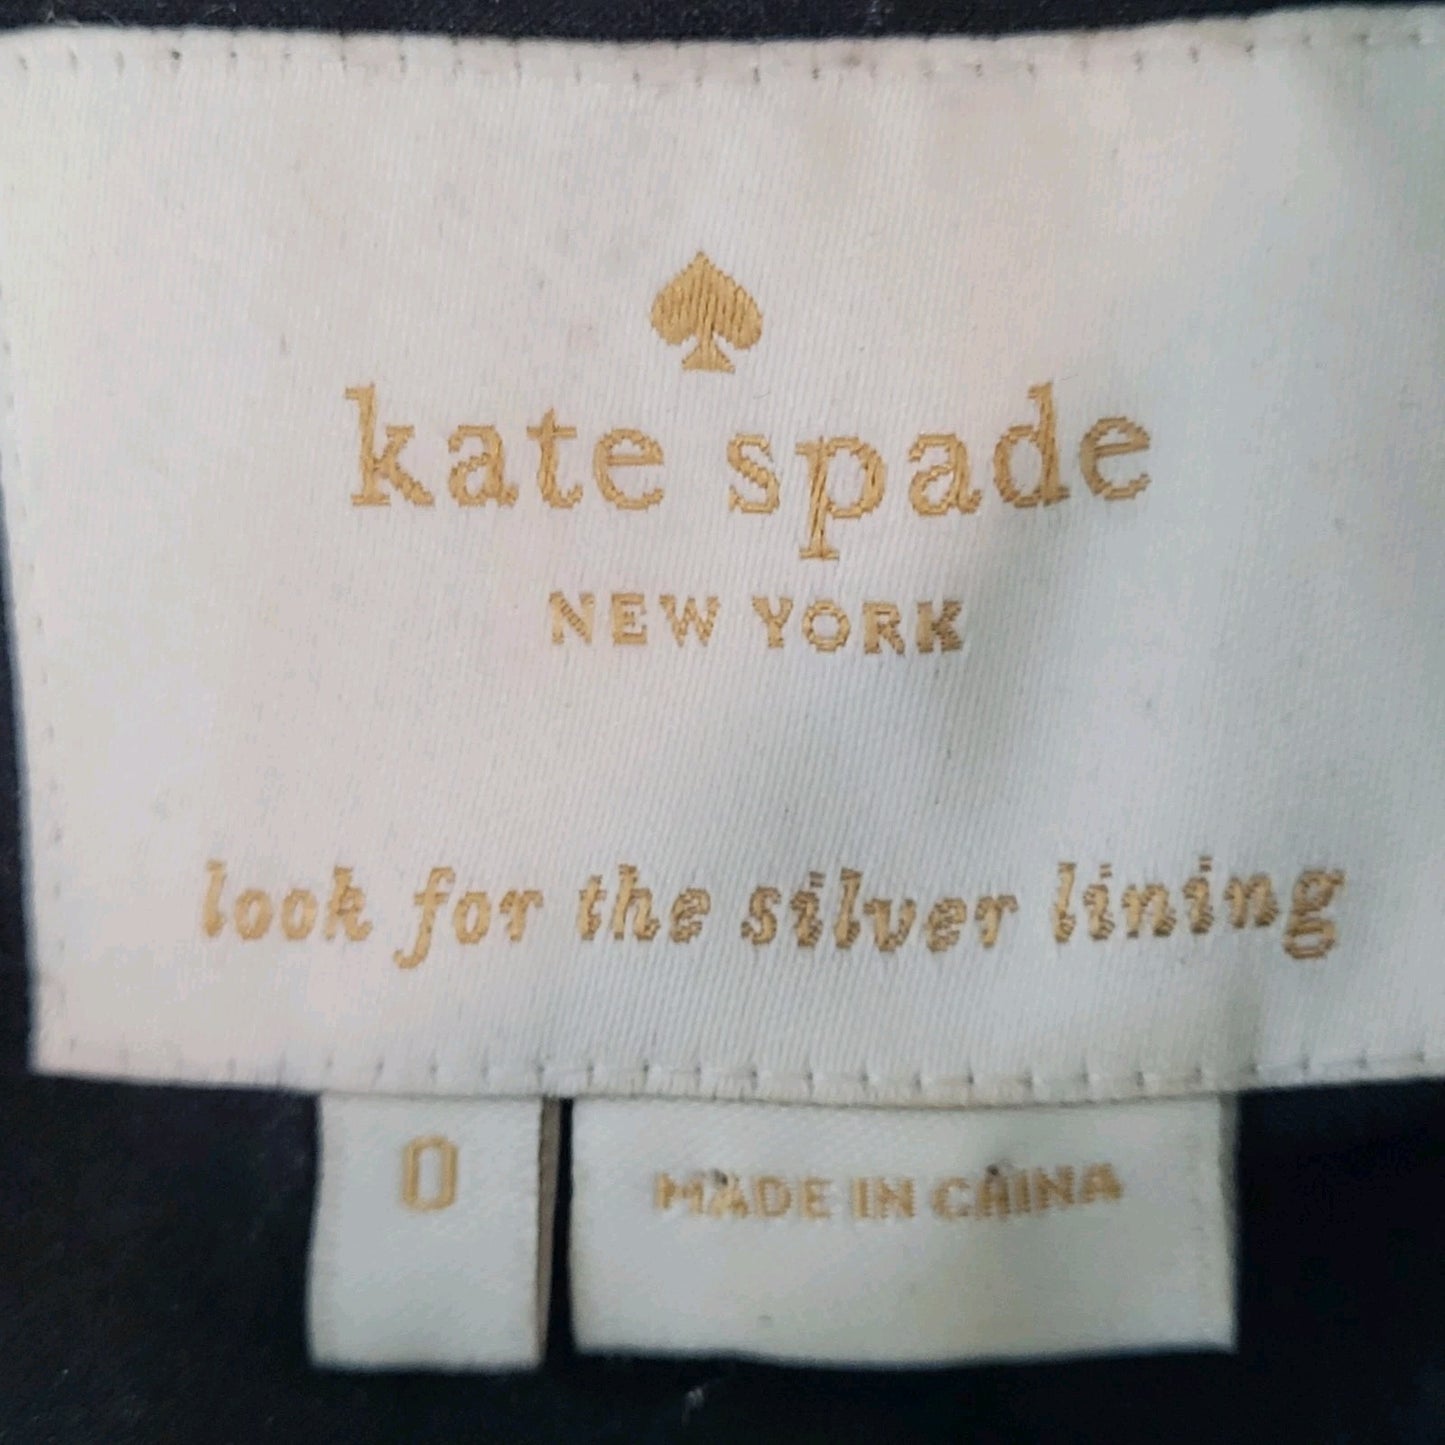 kate spade
NEW YORK
look for the silver lining
0
MADE IN CHINA